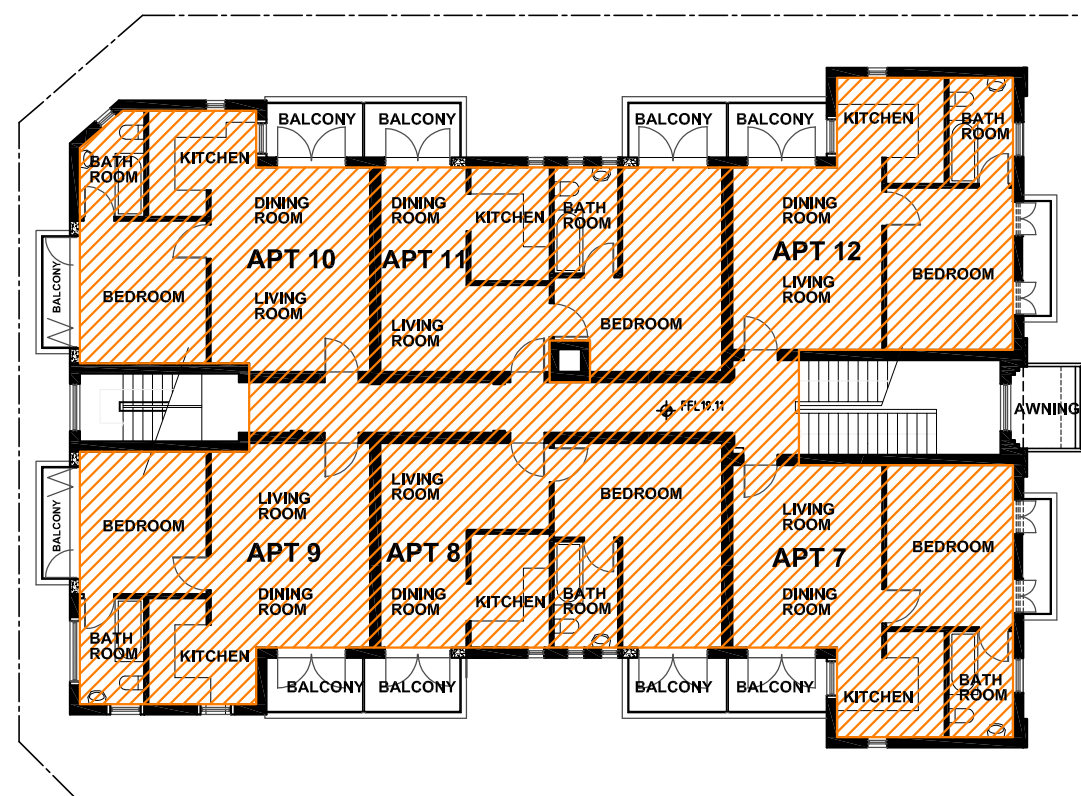 BALCONY
BALCONY
BALCONY
BALCONY
KITCHEN
BATH
ROOM
BATH
ROOM
KITCHEN
DINING
ROOM
DINING
ROOM
KITCHEN
BATH
ROOM
DINING
ROOM
APT 10
APT 11
APT 12
BALCONY
BEDROOM
LIVING
ROOM
LIVING
ROOM
BEDROOM
LIVING
ROOM
BEDROOM
FFL 19.11
AWNING
BALCONY
BEDROOM
LIVING
ROOM
LIVING
ROOM
BEDROOM
LIVING
ROOM
BEDROOM
APT 9
APT 8
APT 7
DINING
ROOM
DINING
ROOM
KITCHEN
BATH
ROOM
DINING
ROOM
BATH
ROOM
KITCHEN
BALCONY
BALCONY
BALCONY
BALCONY
KITCHEN
BATH
ROOM